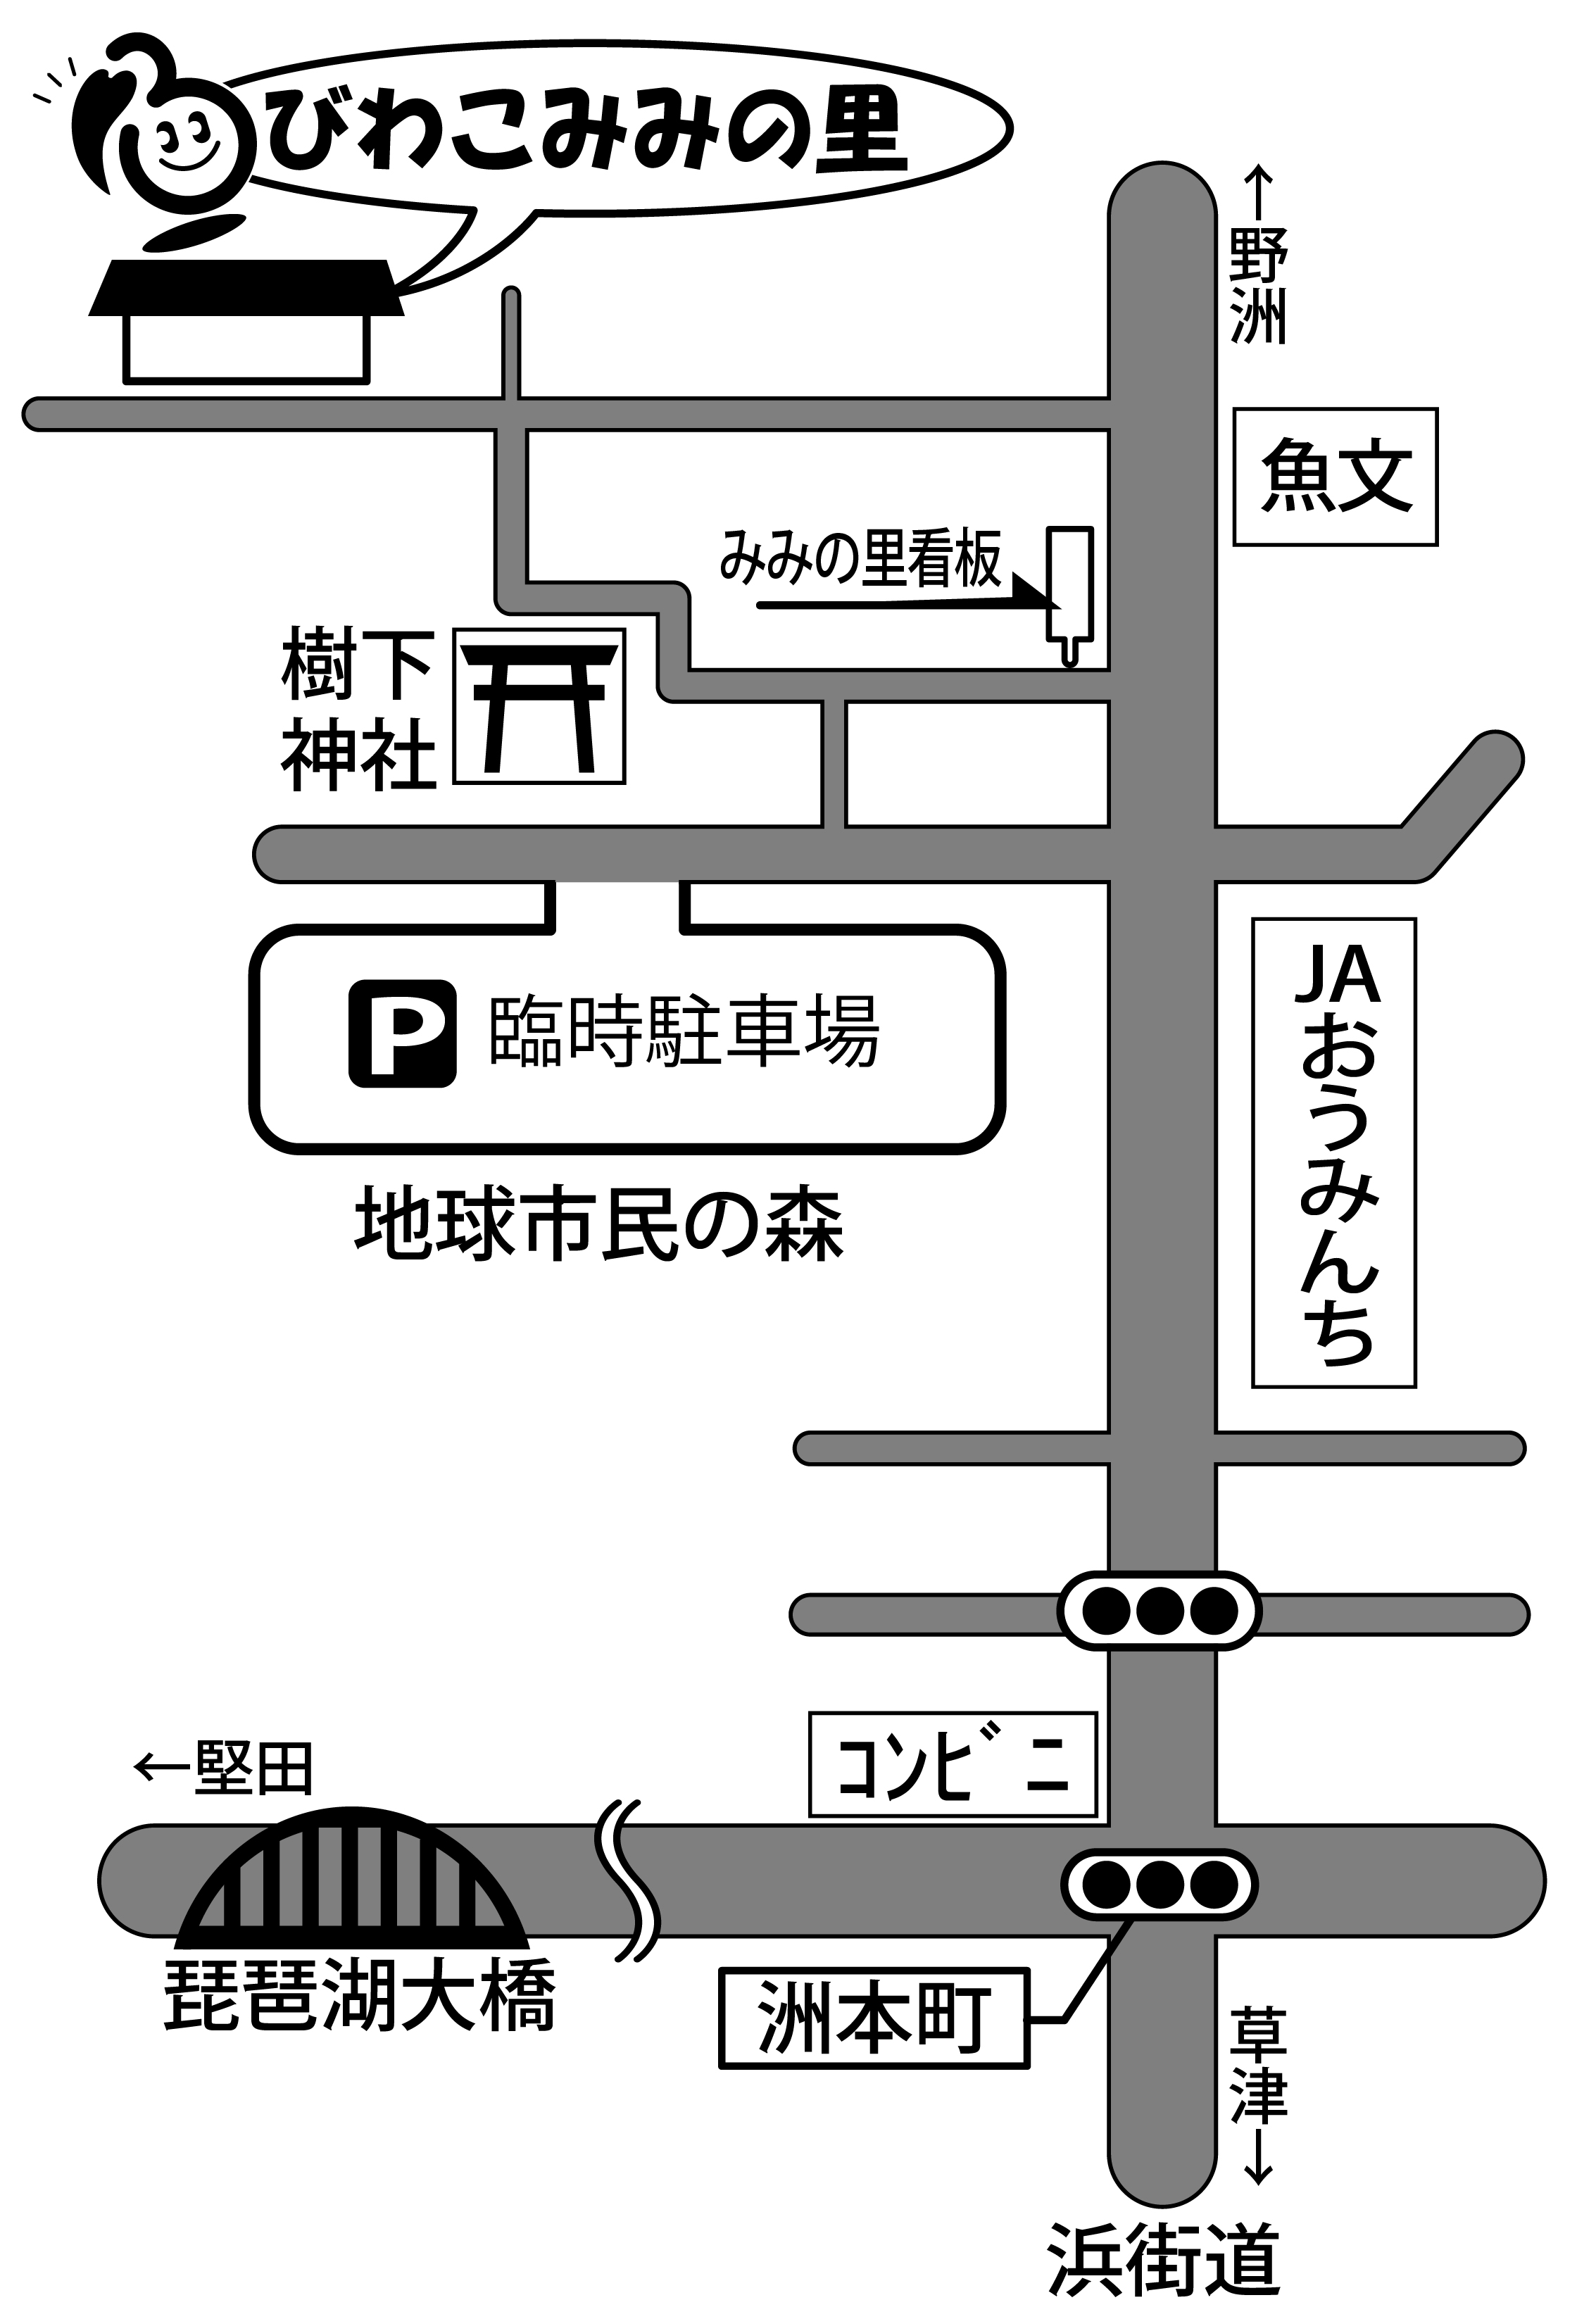 びわこみみの里
↑野洲
魚文
みみの里看板
樹下
神社
P 臨時駐車場
JAおうみんち
地球市民の森
コンビニ
←堅田
琵琶湖大橋
洲本町
草津↓
浜街道